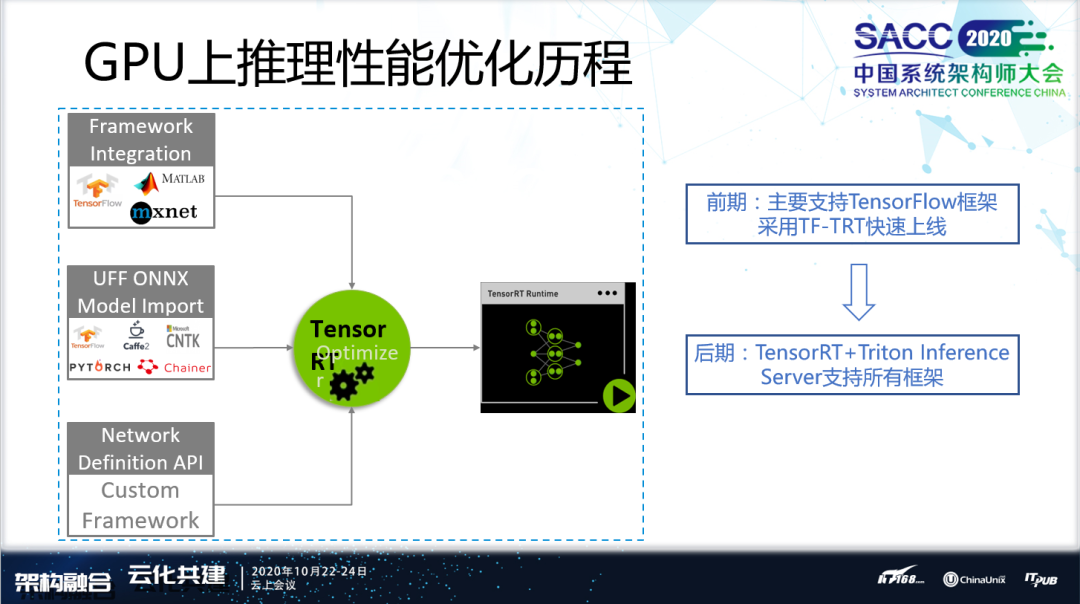 GPU上推理性能优化历程
SACC 2020
中国系统架构师大会
SYSTEM ARCHITECT CONFERENCE CHINA
Framework
Integration
TensorFlow
MATLAB
mxnet
UFF ONNX
Model Import
TensorFlow
Caffe2
Microsoft
CNTK
PYTORCH
Chainer
Network
Definition API
Custom
Framework
Tensor
RT
Optimize
r
TensorRT Runtime
前期：主要支持TensorFlow框架
采用TF-TRT快速上线
后期：TensorRT+Triton Inference
Server支持所有框架
架构融合 云化共建
2020年10月22-24日
云上会议
ChinaUnix
ITPUB